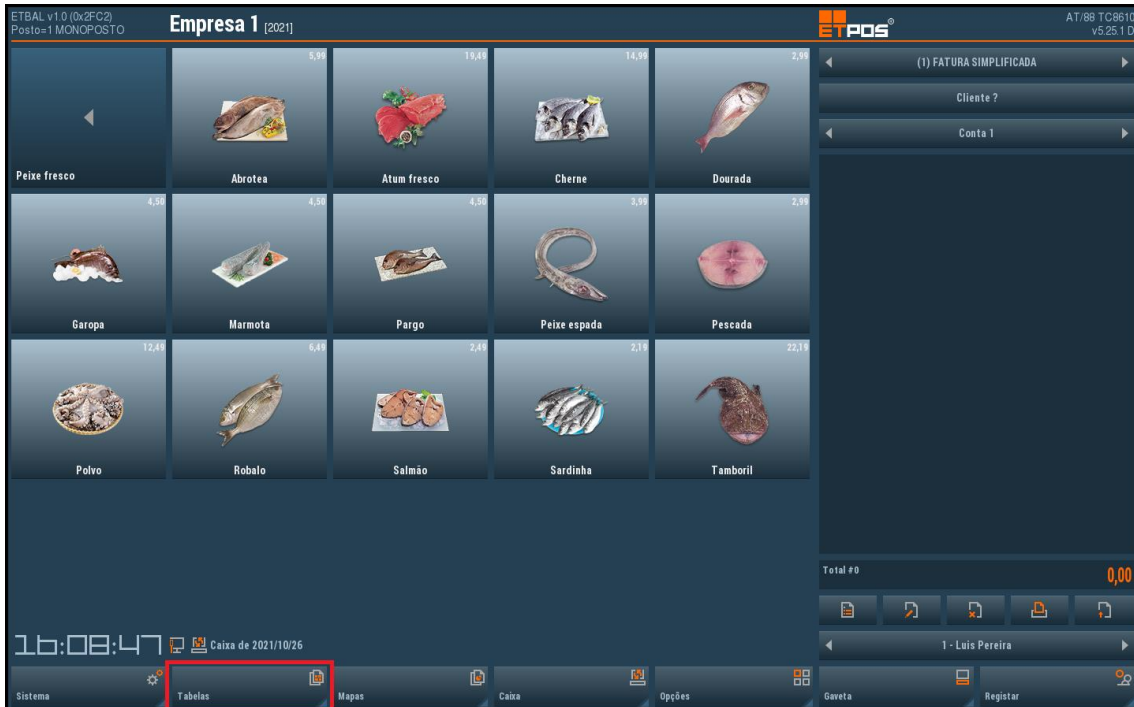 ETBAL v1.0 (0x2FC2)
Posto=1 MONOPOSTO
Empresa 1 [2021]
ETPOS®
AT/88 TC8610
v5.25.1 D
Peixe fresco
5,99
Abrotea
19,49
Atum fresco
14,99
Cherne
2,99
Dourada
4,50
Garopa
4,50
Marmota
4,50
Pargo
3,99
Peixe espada
2,99
Pescada
12,49
Polvo
6,49
Robalo
2,49
Salmão
2,19
Sardinha
22,19
Tamboril
(1) FATURA SIMPLIFICADA
Cliente ?
Conta 1
Total #0
0,00
1 - Luis Pereira
16:08:47
Caixa de 2021/10/26
Sistema
Tabelas
Mapas
Caixa
Opções
Gaveta
Registar